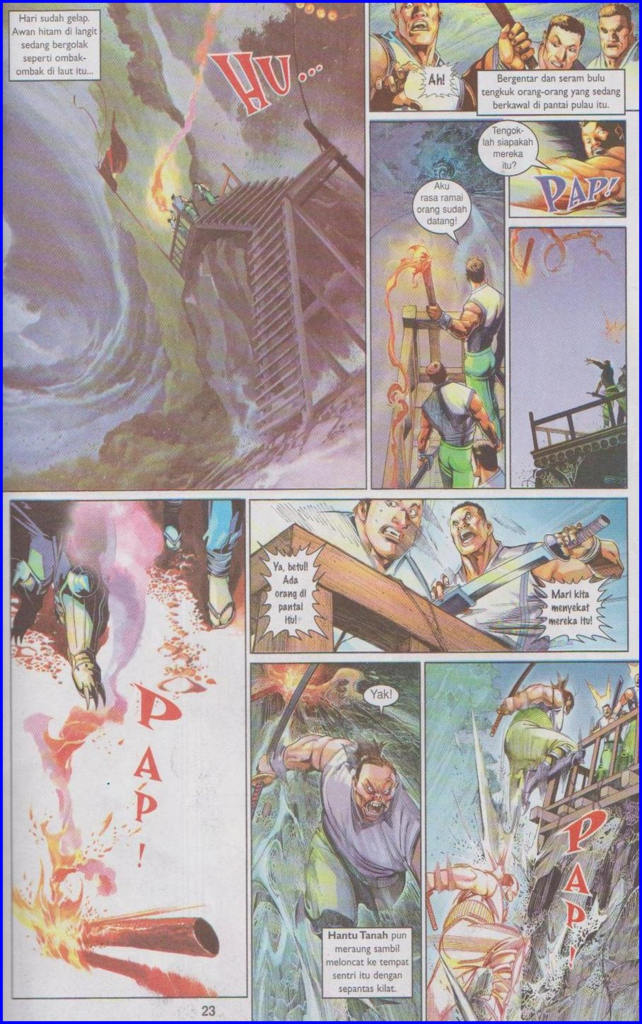 Hari sudah gelap.
Awan hitam di langit
sedang bergolak
seperti ombak-
ombak di laut itu...
HU...
Ah!
Bergentar dan seram bulu
tengkuk orang-orang yang sedang
berkawal di pantai pulau itu.
Tengok-
lah siapakah
mereka
itu?
PAP!
Aku
rasa ramai
orang sudah
datang!
PAP!
Ya, betul!
Ada
orang di
pantai
itu!
Mari kita
menyekat
mereka itu!
Yak!
Hantu Tanah pun
meraung sambil
meloncat ke tempat
sentri itu dengan
sepantas kilat.
PAP!
23